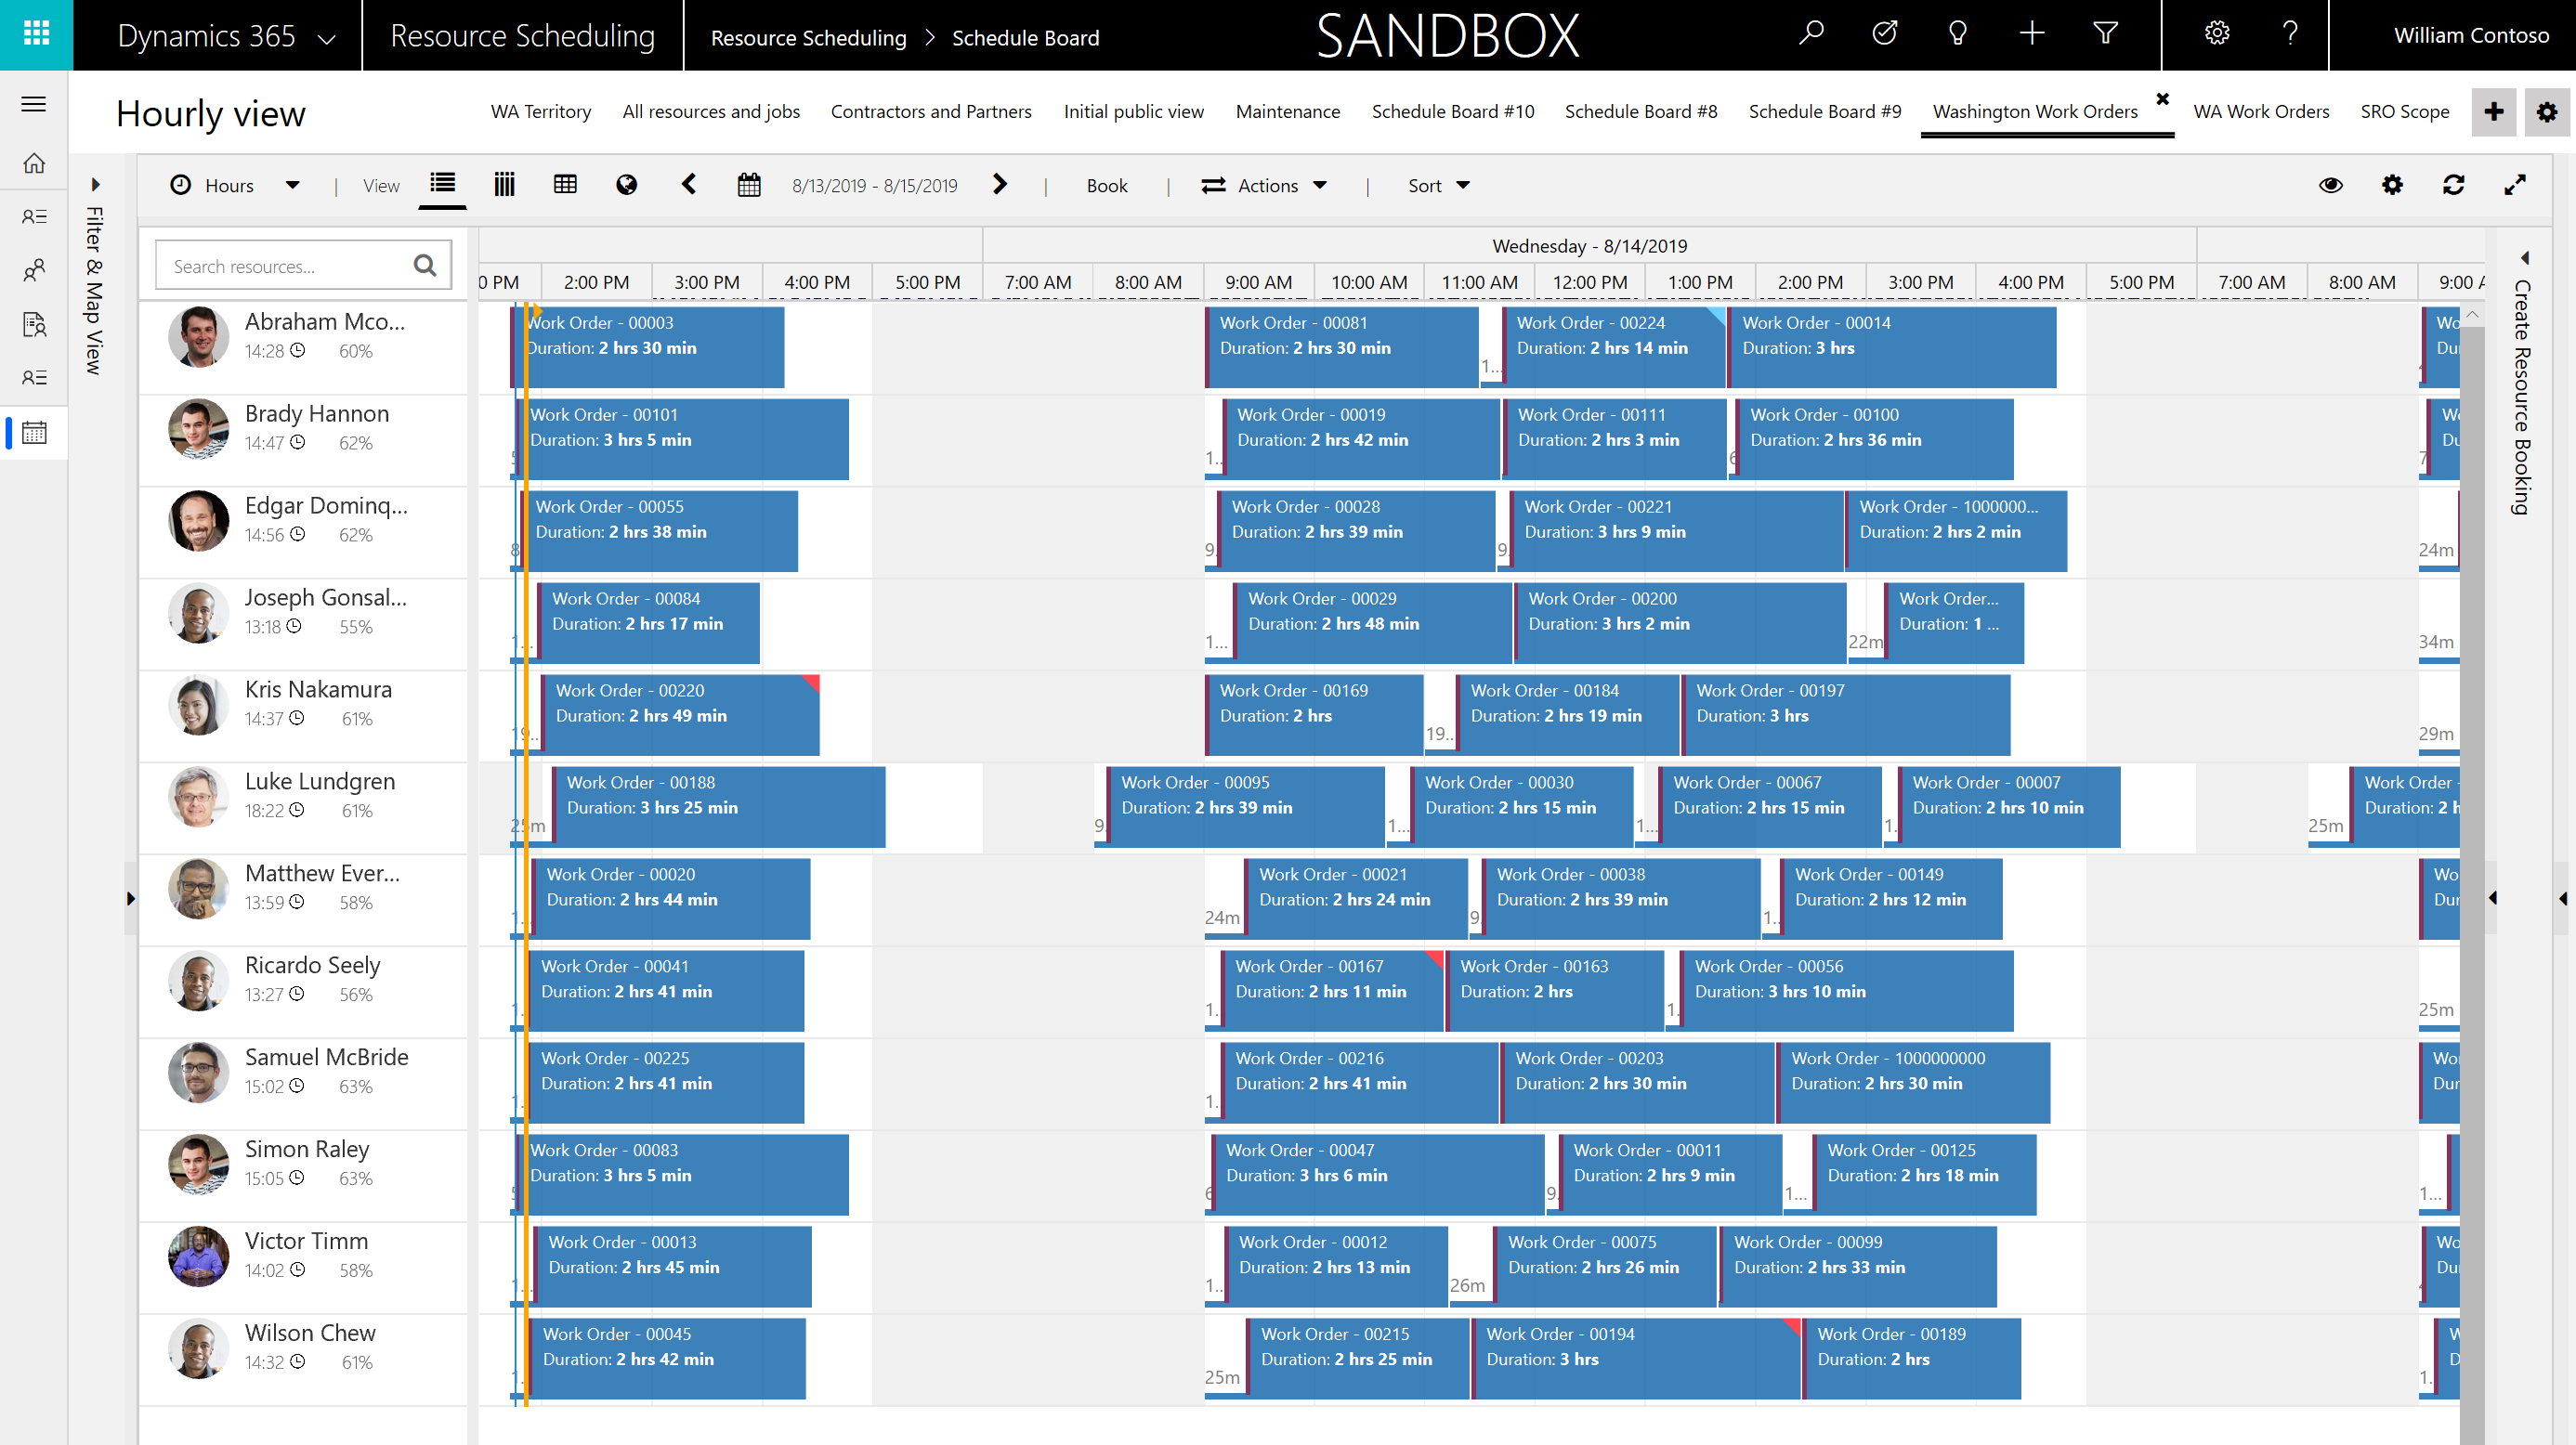 Dynamics 365
Resource Scheduling
Resource Scheduling > Schedule Board
SANDBOX
William Contoso
Hourly view
WA Territory
All resources and jobs
Contractors and Partners
Initial public view
Maintenance
Schedule Board #10
Schedule Board #8
Schedule Board #9
Washington Work Orders
WA Work Orders
SRO Scope
Hours
View
8/13/2019 - 8/15/2019
Book
Actions
Sort
Filter & Map View
Create Resource Booking
Search resources...
Wednesday - 8/14/2019
0 PM 2:00 PM 3:00 PM 4:00 PM 5:00 PM 7:00 AM 8:00 AM 9:00 AM 10:00 AM 11:00 AM 12:00 PM 1:00 PM 2:00 PM 3:00 PM 4:00 PM 5:00 PM 7:00 AM 8:00 AM 9:00
Abraham Mco...
14:28 60%
Work Order - 00003
Duration: 2 hrs 30 min
Work Order - 00081
Duration: 2 hrs 30 min
1...
Work Order - 00224
Duration: 2 hrs 14 min
Work Order - 00014
Duration: 3 hrs
Brady Hannon
14:47 62%
Work Order - 00101
Duration: 3 hrs 5 min
1..
Work Order - 00019
Duration: 2 hrs 42 min
Work Order - 00111
Duration: 2 hrs 3 min
Work Order - 00100
Duration: 2 hrs 36 min
7
Edgar Dominq...
14:56 62%
8
Work Order - 00055
Duration: 2 hrs 38 min
9.
Work Order - 00028
Duration: 2 hrs 39 min
9.
Work Order - 00221
Duration: 3 hrs 9 min
Work Order - 1000000...
Duration: 2 hrs 2 min
24m
Joseph Gonsal...
13:18 55%
1...
Work Order - 00084
Duration: 2 hrs 17 min
1...
Work Order - 00029
Duration: 2 hrs 48 min
Work Order - 00200
Duration: 3 hrs 2 min
22m
Work Order...
Duration: 1 ...
34m
Kris Nakamura
14:37 61%
19..
Work Order - 00220
Duration: 2 hrs 49 min
Work Order - 00169
Duration: 2 hrs
19..
Work Order - 00184
Duration: 2 hrs 19 min
Work Order - 00197
Duration: 3 hrs
29m
Luke Lundgren
18:22 61%
25m
Work Order - 00188
Duration: 3 hrs 25 min
9.
Work Order - 00095
Duration: 2 hrs 39 min
1...
Work Order - 00030
Duration: 2 hrs 15 min
1...
Work Order - 00067
Duration: 2 hrs 15 min
1.
Work Order - 00007
Duration: 2 hrs 10 min
25m
Work Order -
Duration: 2 h
Matthew Ever...
13:59 58%
1.
Work Order - 00020
Duration: 2 hrs 44 min
24m
Work Order - 00021
Duration: 2 hrs 24 min
9.
Work Order - 00038
Duration: 2 hrs 39 min
1..
Work Order - 00149
Duration: 2 hrs 12 min
Ricardo Seely
13:27 56%
1.
Work Order - 00041
Duration: 2 hrs 41 min
1.
Work Order - 00167
Duration: 2 hrs 11 min
Work Order - 00163
Duration: 2 hrs
1.
Work Order - 00056
Duration: 3 hrs 10 min
25m
Samuel McBride
15:02 63%
1.
Work Order - 00225
Duration: 2 hrs 41 min
1.
Work Order - 00216
Duration: 2 hrs 41 min
Work Order - 00203
Duration: 2 hrs 30 min
Work Order - 1000000000
Duration: 2 hrs 30 min
Simon Raley
15:05 63%
Work Order - 00083
Duration: 3 hrs 5 min
Work Order - 00047
Duration: 3 hrs 6 min
9.
Work Order - 00011
Duration: 2 hrs 9 min
1...
Work Order - 00125
Duration: 2 hrs 18 min
1...
Victor Timm
14:02 58%
1.
Work Order - 00013
Duration: 2 hrs 45 min
1..
Work Order - 00012
Duration: 2 hrs 13 min
26m
Work Order - 00075
Duration: 2 hrs 26 min
Work Order - 00099
Duration: 2 hrs 33 min
Wilson Chew
14:32 61%
1.
Work Order - 00045
Duration: 2 hrs 42 min
25m
Work Order - 00215
Duration: 2 hrs 25 min
Work Order - 00194
Duration: 3 hrs
Work Order - 00189
Duration: 2 hrs
1.